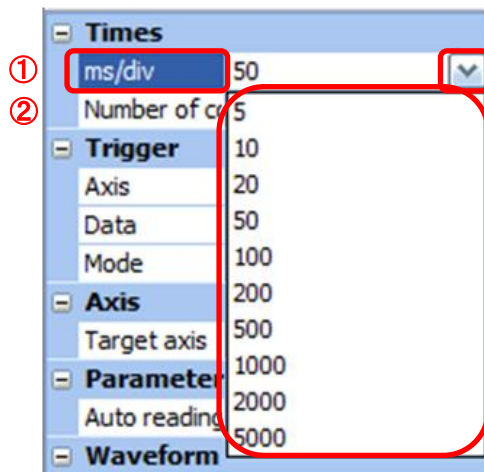 Times
① ms/div 50
② Number of
5
Trigger
10
Axis
20
Data
50
Mode
100
Axis
200
Target axis
500
Parameter
1000
Auto reading
2000
Waveform
5000